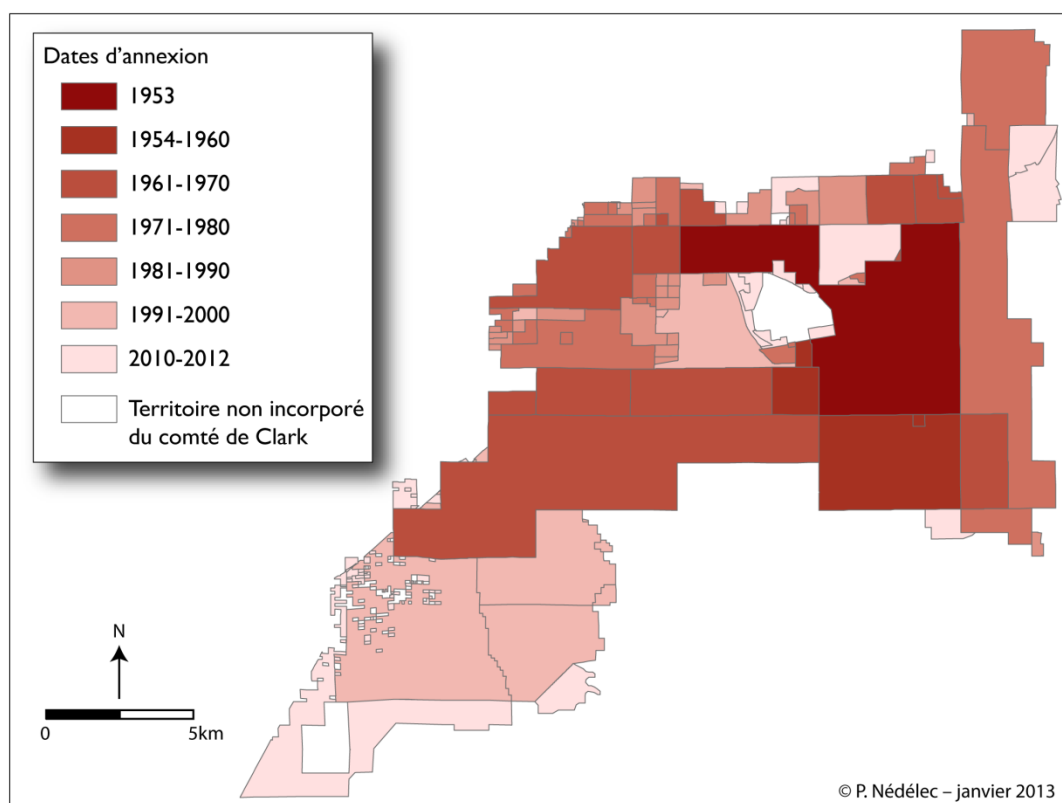 Dates d'annexion
1953
1954-1960
1961-1970
1971-1980
1981-1990
1991-2000
2010-2012
Territoire non incorporé
du comté de Clark
N
0 5km
© P. Nédélec – janvier 2013